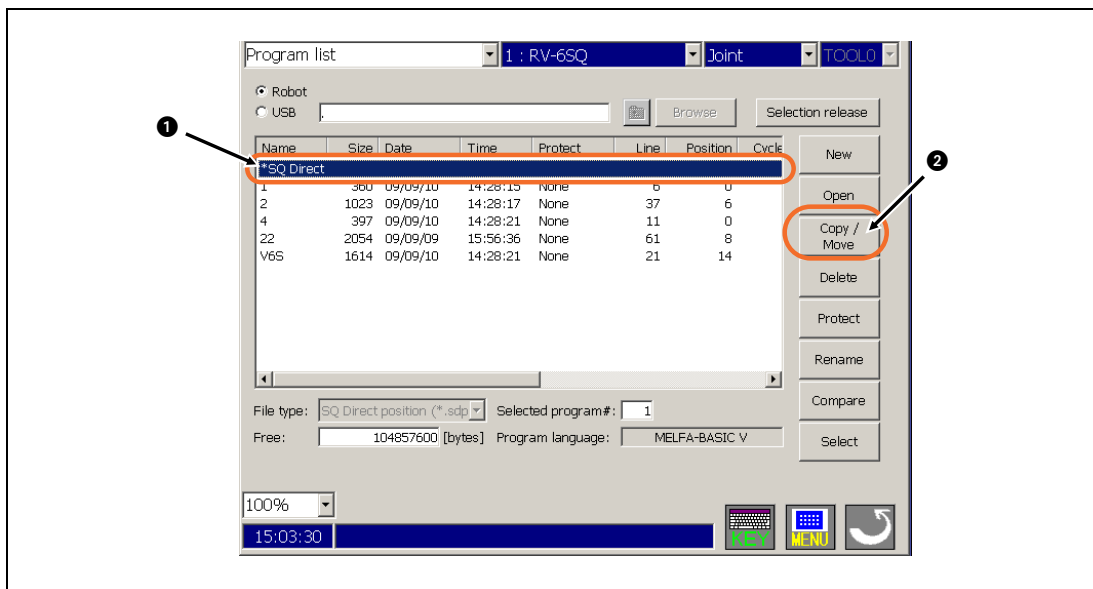 Program list 1 : RV-6SQ Joint TOOL0
Robot
USB . Browse Selection release
1
Name Size Date Time Protect Line Position Cycle
New
*SQ Direct
2
1 360 09/09/10 14:28:15 None 6 0
Open
2 1023 09/09/10 14:28:17 None 37 6
4 397 09/09/10 14:28:21 None 11 0
Copy / Move
22 2054 09/09/09 15:56:36 None 61 8
V6S 1614 09/09/10 14:28:21 None 21 14
Delete
Protect
Rename
Compare
File type: SQ Direct position (*.sdp Selected program#: 1
Free: 104857600 [bytes] Program language: MELFA-BASIC V
Select
100%
15:03:30 KEY MENU